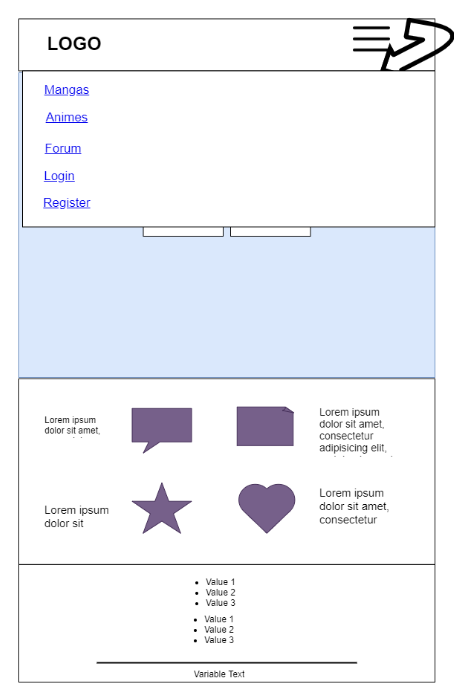 LOGO
Mangas
Animes
Forum
Login
Register
Lorem ipsum
dolor sit amet,
Lorem ipsum
dolor sit amet,
consectetur
adipisicing elit,
Lorem ipsum
dolor sit
Lorem ipsum
dolor sit amet,
consectetur
Value 1
Value 2
Value 3
Value 1
Value 2
Value 3
Variable Text